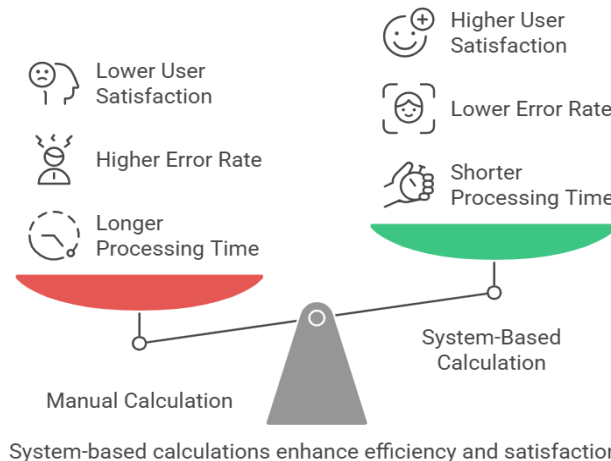 Lower User
Satisfaction
Higher Error Rate
Longer
Processing Time
Higher User
Satisfaction
Lower Error Rate
Shorter
Processing Time
Manual Calculation
System-Based
Calculation
System-based calculations enhance efficiency and satisfaction